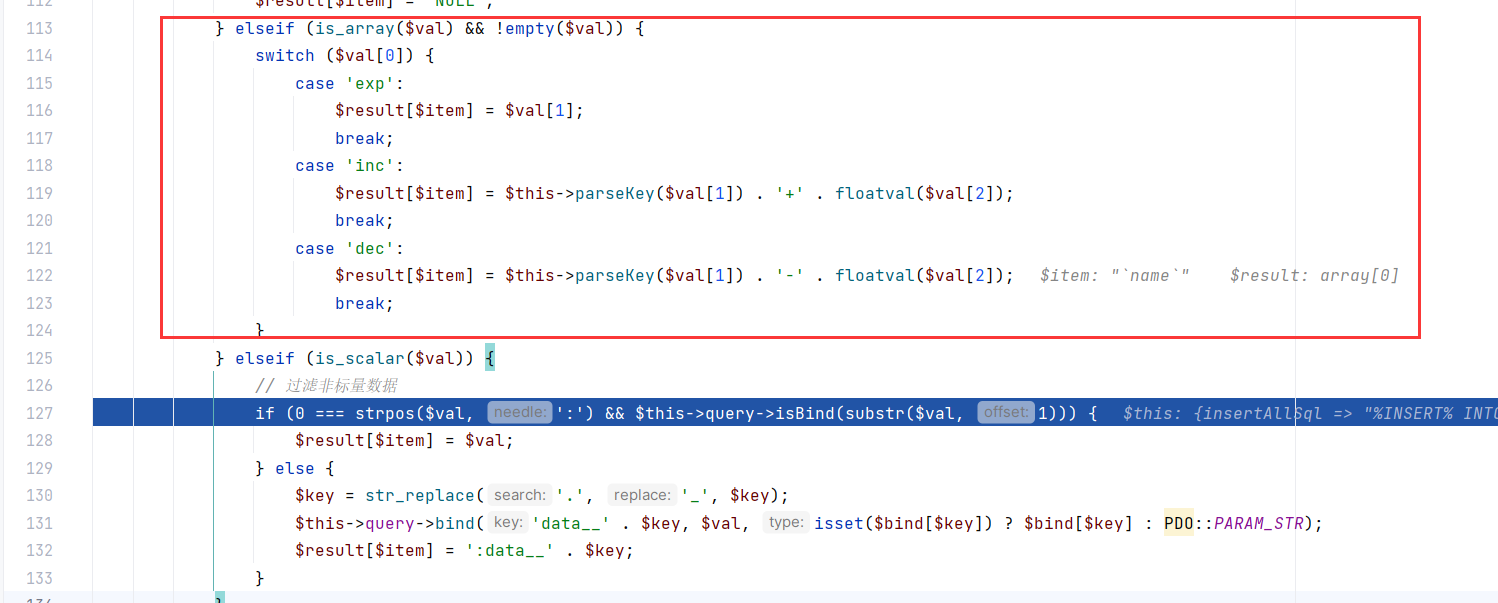 112 $result[$item] = 'NULL';
113 } elseif (is_array($val) && !empty($val)) {
114 switch ($val[0]) {
115 case 'exp':
116 $result[$item] = $val[1];
117 break;
118 case 'inc':
119 $result[$item] = $this->parseKey($val[1]) . '+' . floatval($val[2]);
120 break;
121 case 'dec':
122 $result[$item] = $this->parseKey($val[1]) . '-' . floatval($val[2]); $item: "`name`" $result: array[0]
123 break;
124 }
125 } elseif (is_scalar($val)) {
126 // 过滤非标量数据
127 if (0 === strpos($val, needle: ':') && $this->query->isBind(substr($val, offset: 1))) { $this: {insertAllSql => "%INSERT% INTO
128 $result[$item] = $val;
129 } else {
130 $key = str_replace( search: '.', replace: '_', $key);
131 $this->query->bind( key: 'data__' . $key, $val, type: isset($bind[$key]) ? $bind[$key] : PDO::PARAM_STR);
132 $result[$item] = ':data__' . $key;
133 }
134 }